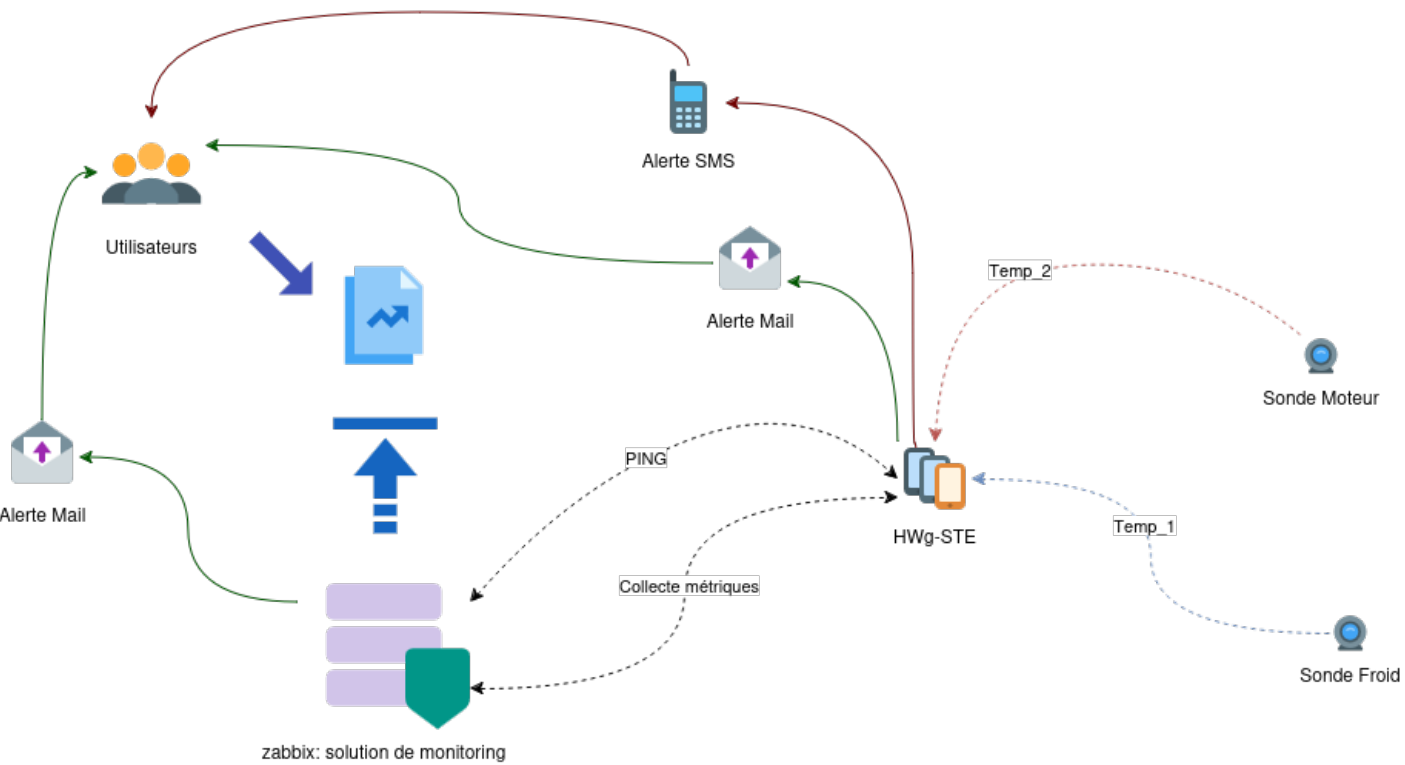 Alerte SMS
Utilisateurs
Temp_2
Alerte Mail
Sonde Moteur
PING
Alerte Mail
Temp_1
HWg-STE
Collecte métriques
Sonde Froid
zabbix: solution de monitoring